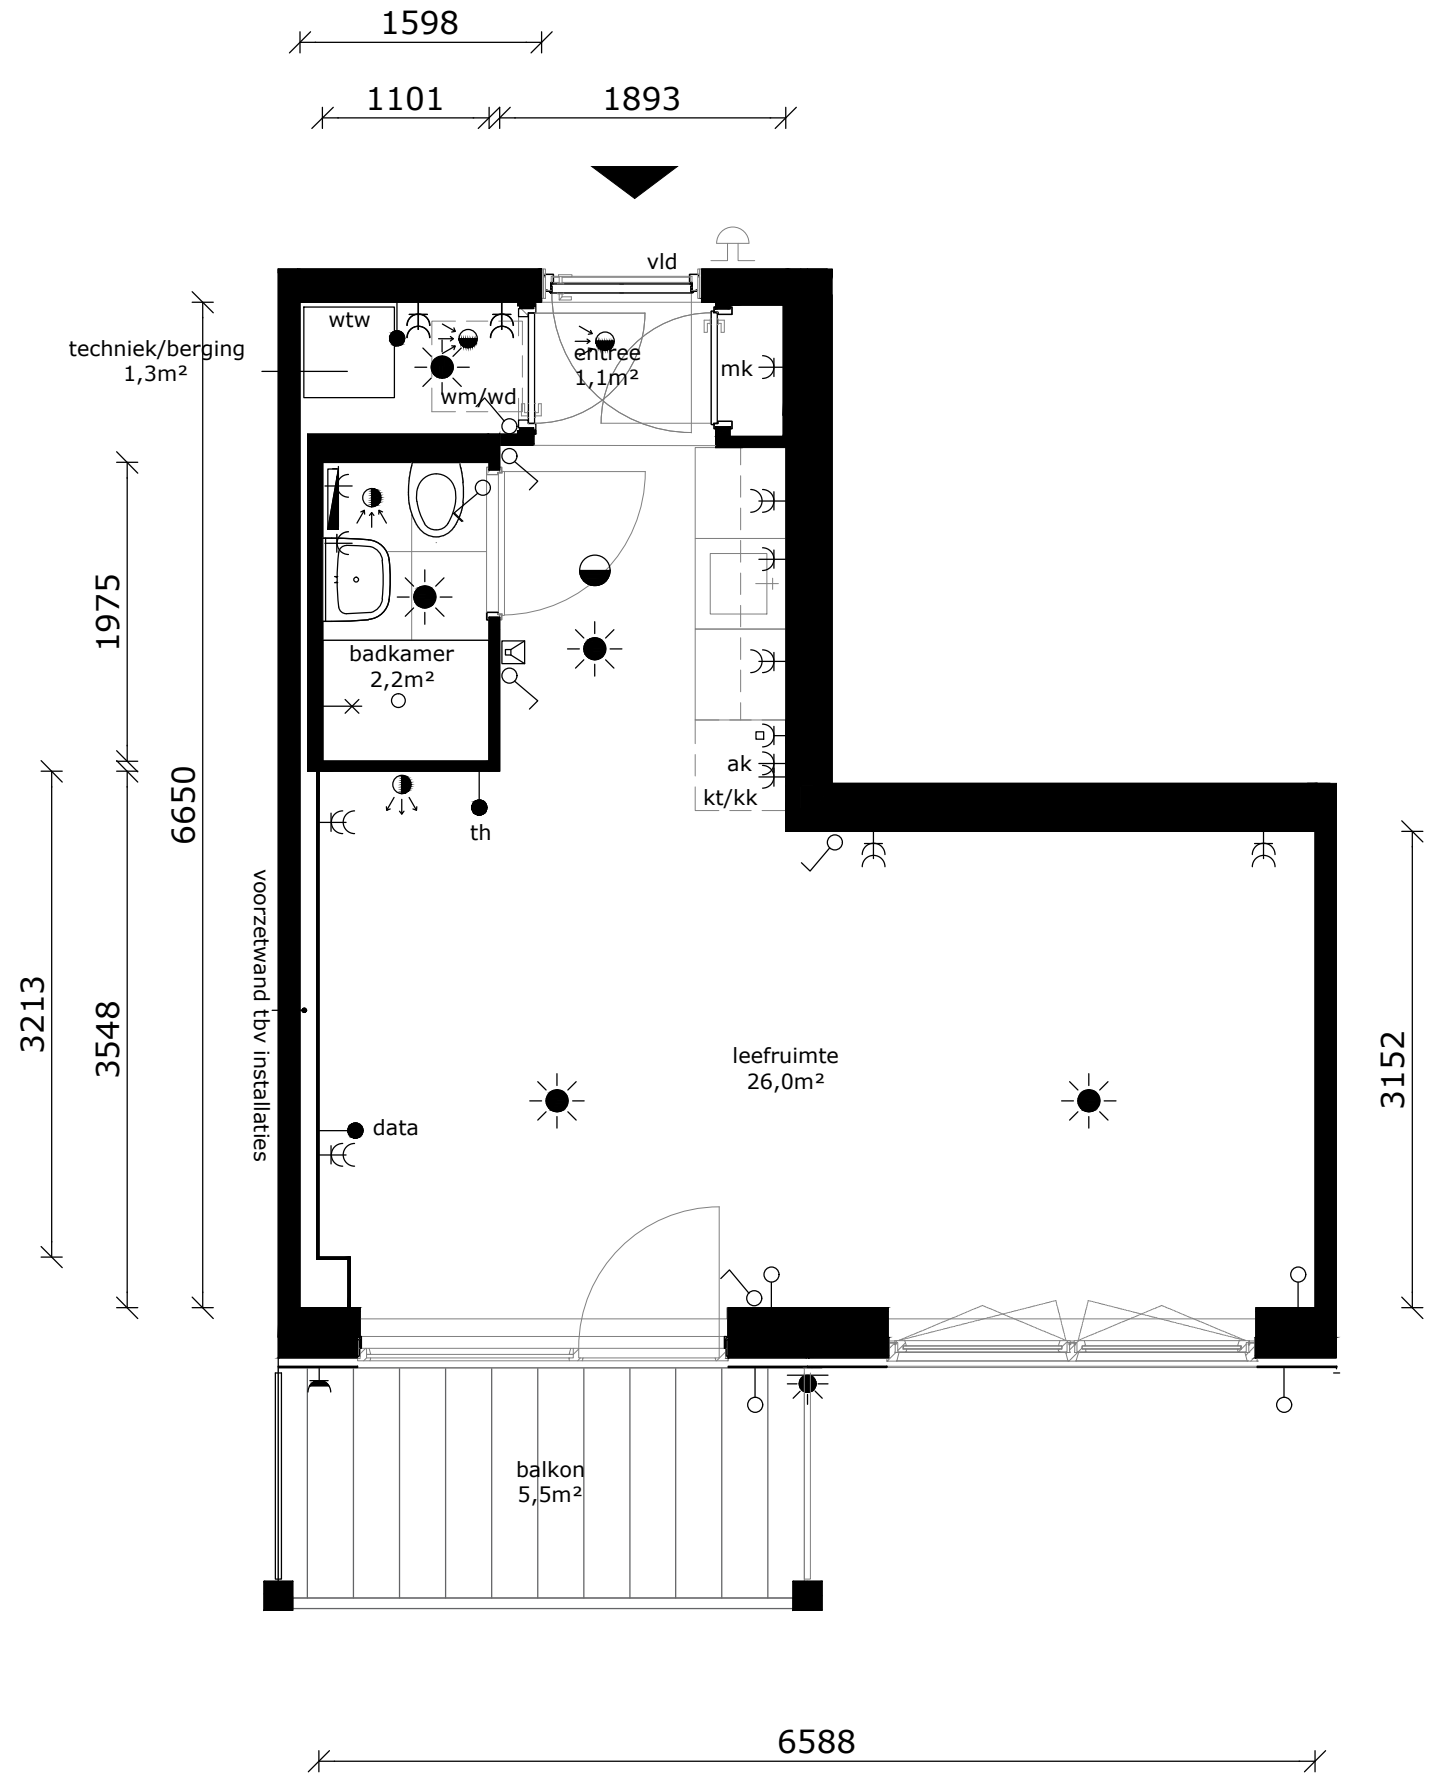 1598
1101
1893
vld
wtw
techniek/berging
1,3m²
entree
1,1m²
mk
wm/wd
1975
badkamer
2,2m²
6650
ak
kt/kk
th
voorzetwand tbv installaties
3213
3548
leefruimte
26,0m²
3152
data
balkon
5,5m²
6588